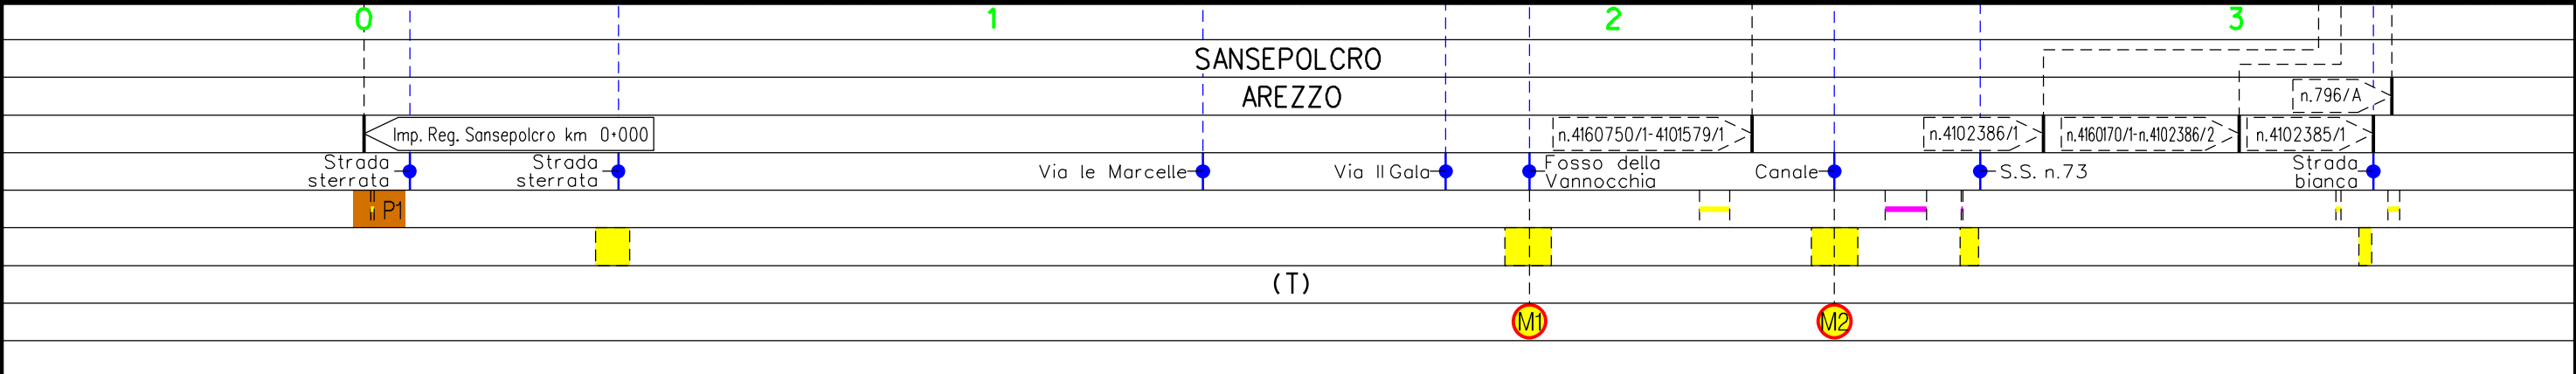 0 1 2 3
SANSEPOLCRO
AREZZO
n.796/A
Imp. Reg. Sansepolcro km 0+000
n.4160750/1-4101579/1
n.4102386/1
n.4160170/1-n.4102386/2
n.4102385/1
Strada
sterrata
Strada
sterrata
Via le Marcelle
Via II Gala
Fosso della
Vannocchia
Canale
S.S. n.73
Strada
bianca
P1
(T)
M1
M2